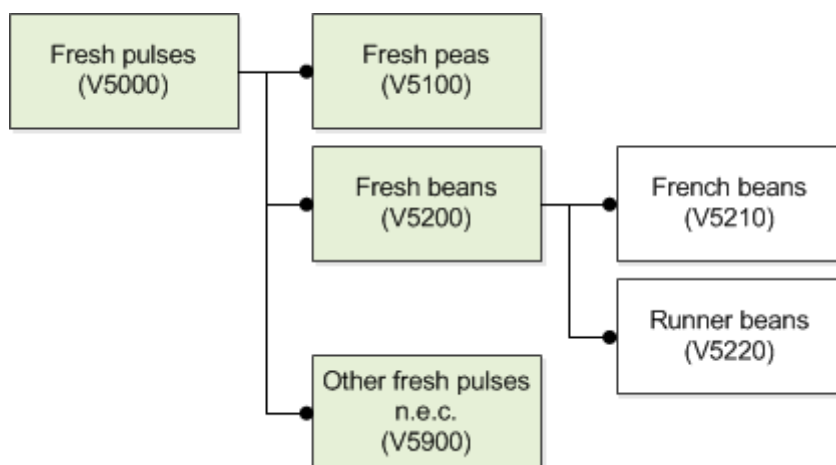 Fresh pulses
(V5000)
Fresh peas
(V5100)
Fresh beans
(V5200)
French beans
(V5210)
Runner beans
(V5220)
Other fresh pulses
n.e.c.
(V5900)